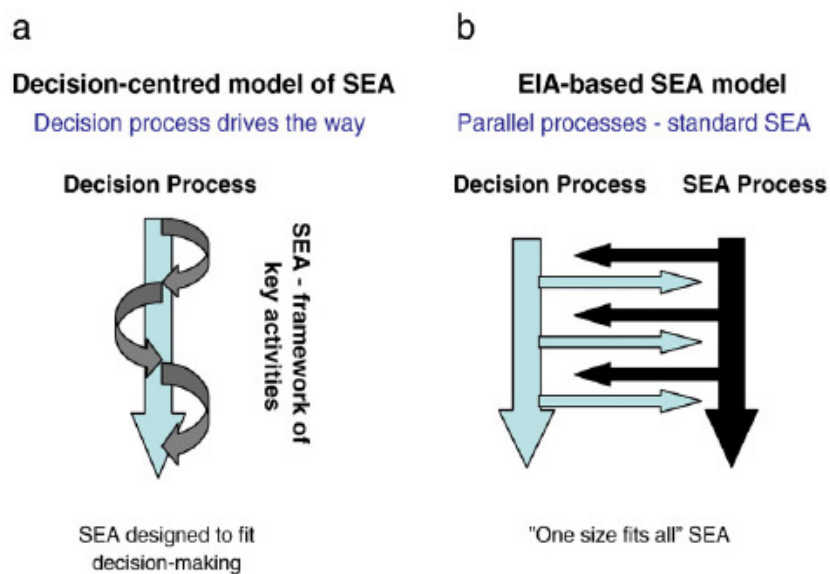 a
Decision-centred model of SEA
Decision process drives the way
Decision Process
SEA - framework of
key activities
SEA designed to fit
decision-making
b
EIA-based SEA model
Parallel processes - standard SEA
Decision Process
SEA Process
"One size fits all" SEA